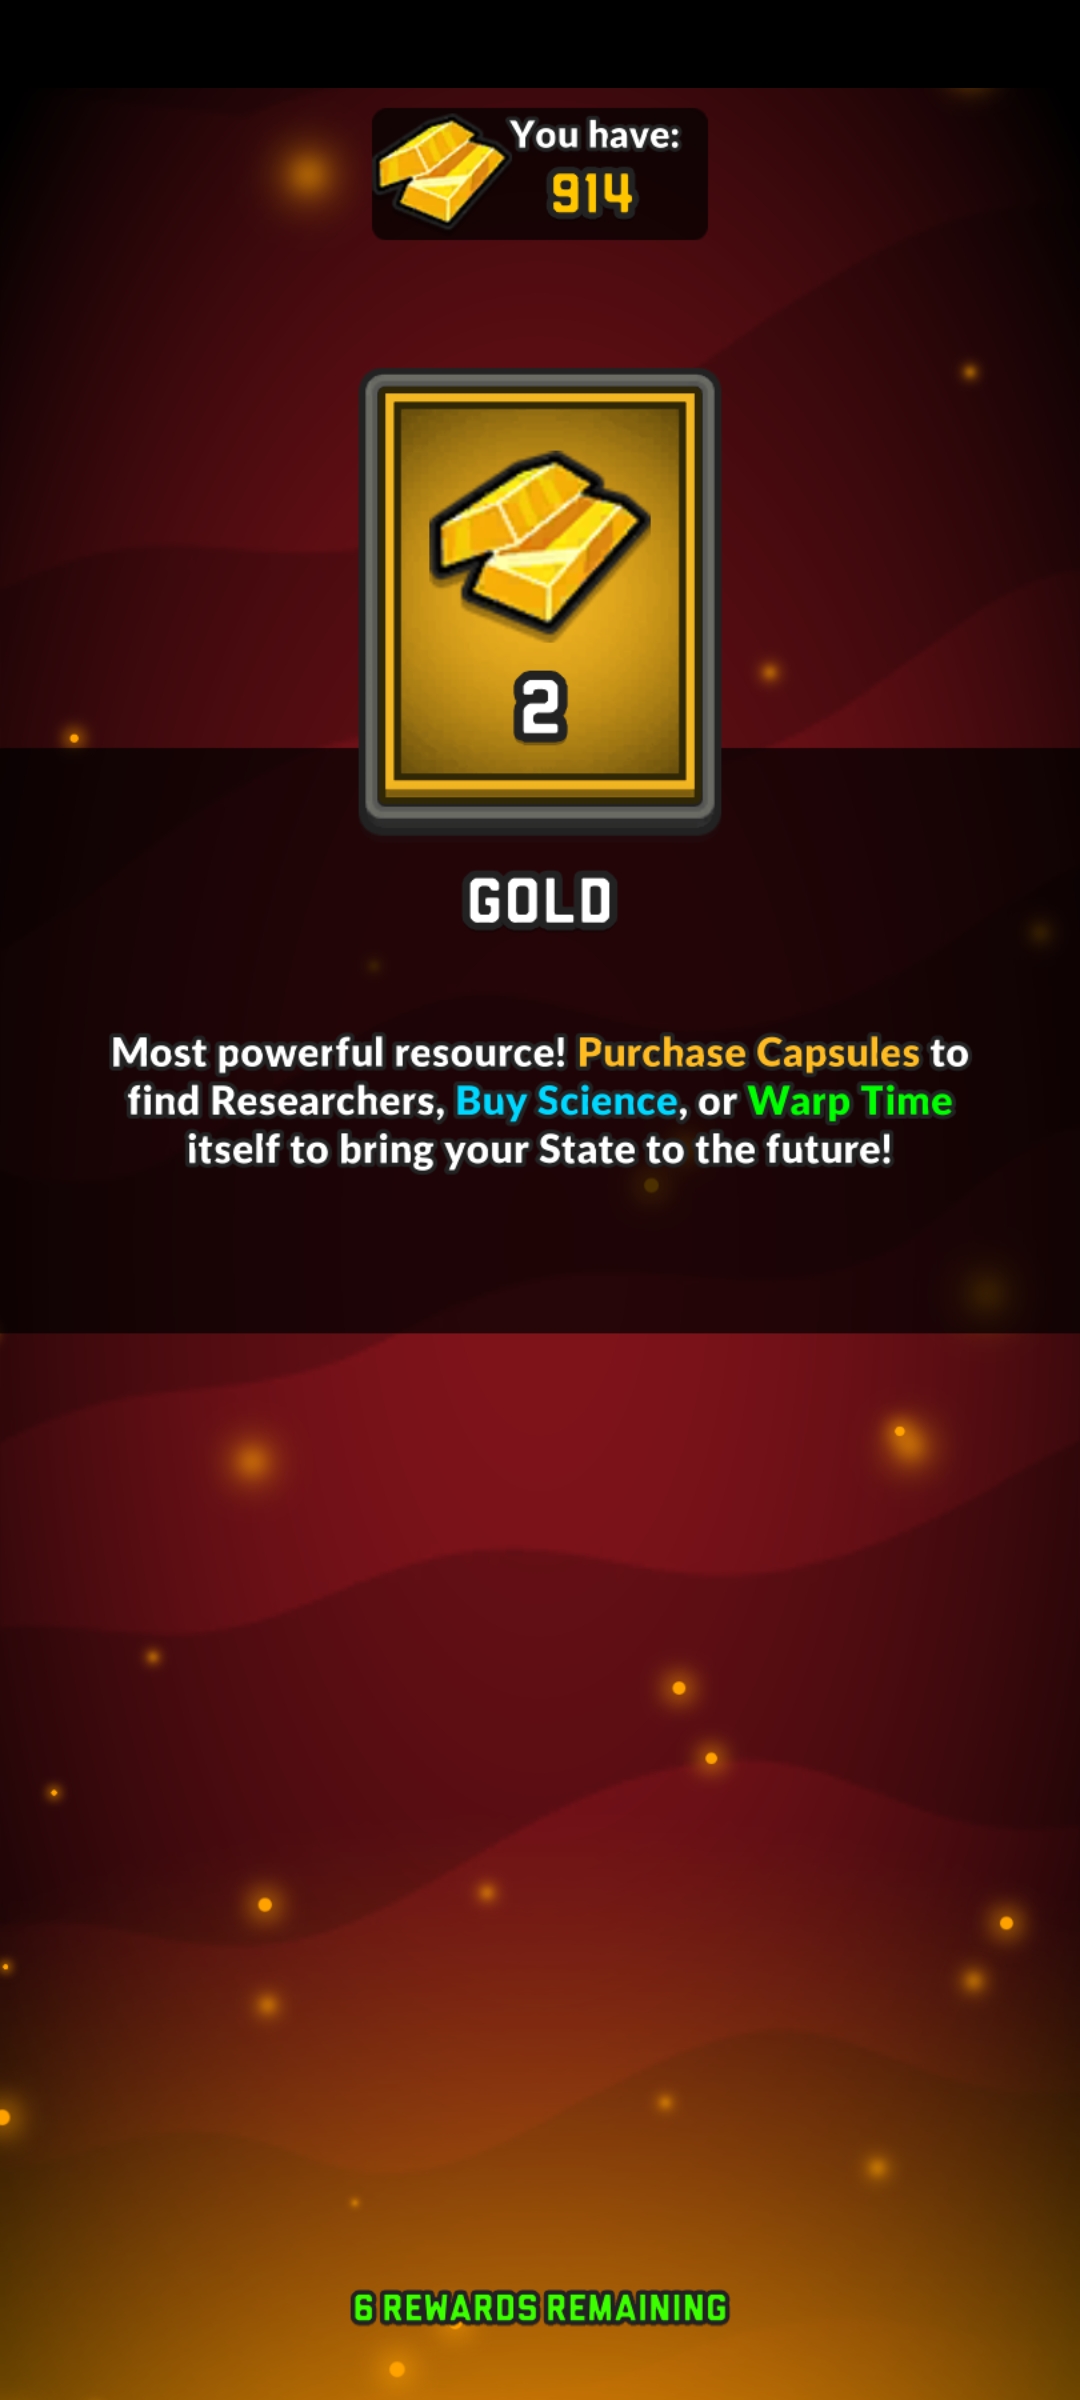 You have:
914
2
GOLD
Most powerful resource! Purchase Capsules to
find Researchers, Buy Science, or Warp Time
itself to bring your State to the future!
6 REWARDS REMAINING